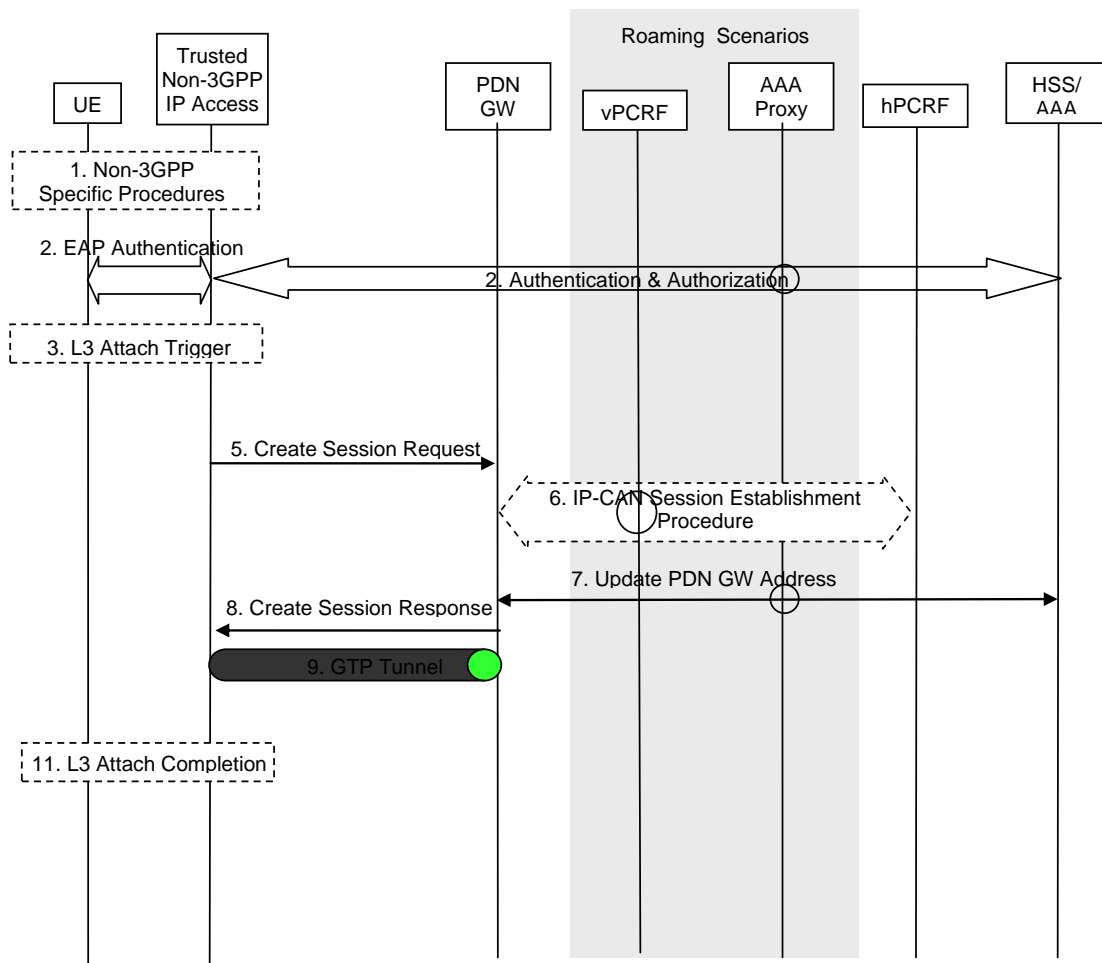 Roaming Scenarios
UE
Trusted
Non-3GPP
IP Access
PDN
GW
vPCRF
AAA
Proxy
hPCRF
HSS/
AAA
1. Non-3GPP
Specific Procedures
2. EAP Authentication
2. Authentication & Authorization
3. L3 Attach Trigger
5. Create Session Request
6. IP-CAN Session Establishment
Procedure
7. Update PDN GW Address
8. Create Session Response
9. GTP Tunnel
11. L3 Attach Completion